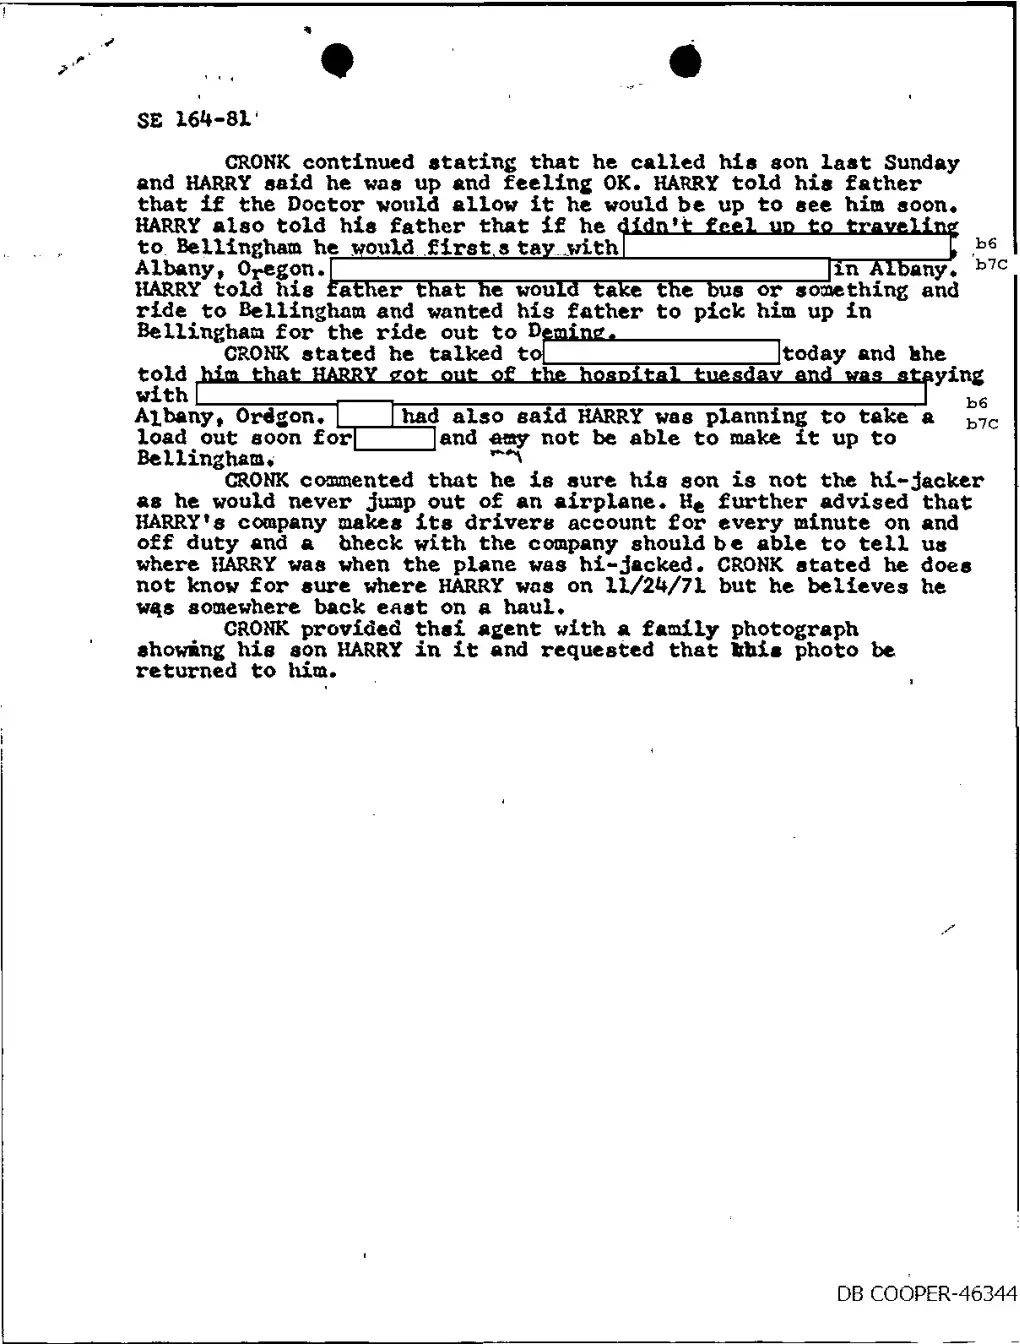 SE 164-81
CRONK continued stating that he called his son last Sunday
and HARRY said he was up and feeling OK. HARRY told his father
that if the Doctor would allow it he would be up to see him soon.
HARRY also told his father that if he didn't feel up to traveling
to Bellingham he would first s tay with , b6
Albany, Oregon. in Albany. b7C
HARRY told his father that he would take the bus or something and
ride to Bellingham and wanted his father to pick him up in
Bellingham for the ride out to Deming.
CRONK stated he talked to today and hhe
told him that HARRY got out of the hospital tuesday and was staying
with b6
Albany, Oregon. had also said HARRY was planning to take a b7C
load out soon for and amy not be able to make it up to
Bellingham. may
CRONK commented that he is sure his son is not the hi-jacker
as he would never jump out of an airplane. He further advised that
HARRY's company makes its drivers account for every minute on and
off duty and a bheck with the company should be able to tell us
where HARRY was when the plane was hi-jacked. CRONK stated he does
not know for sure where HARRY was on 11/24/71 but he believes he
was somewhere back east on a haul.
CRONK provided thsi agent with a family photograph
showing his son HARRY in it and requested that this photo be
returned to him.
DB COOPER-46344